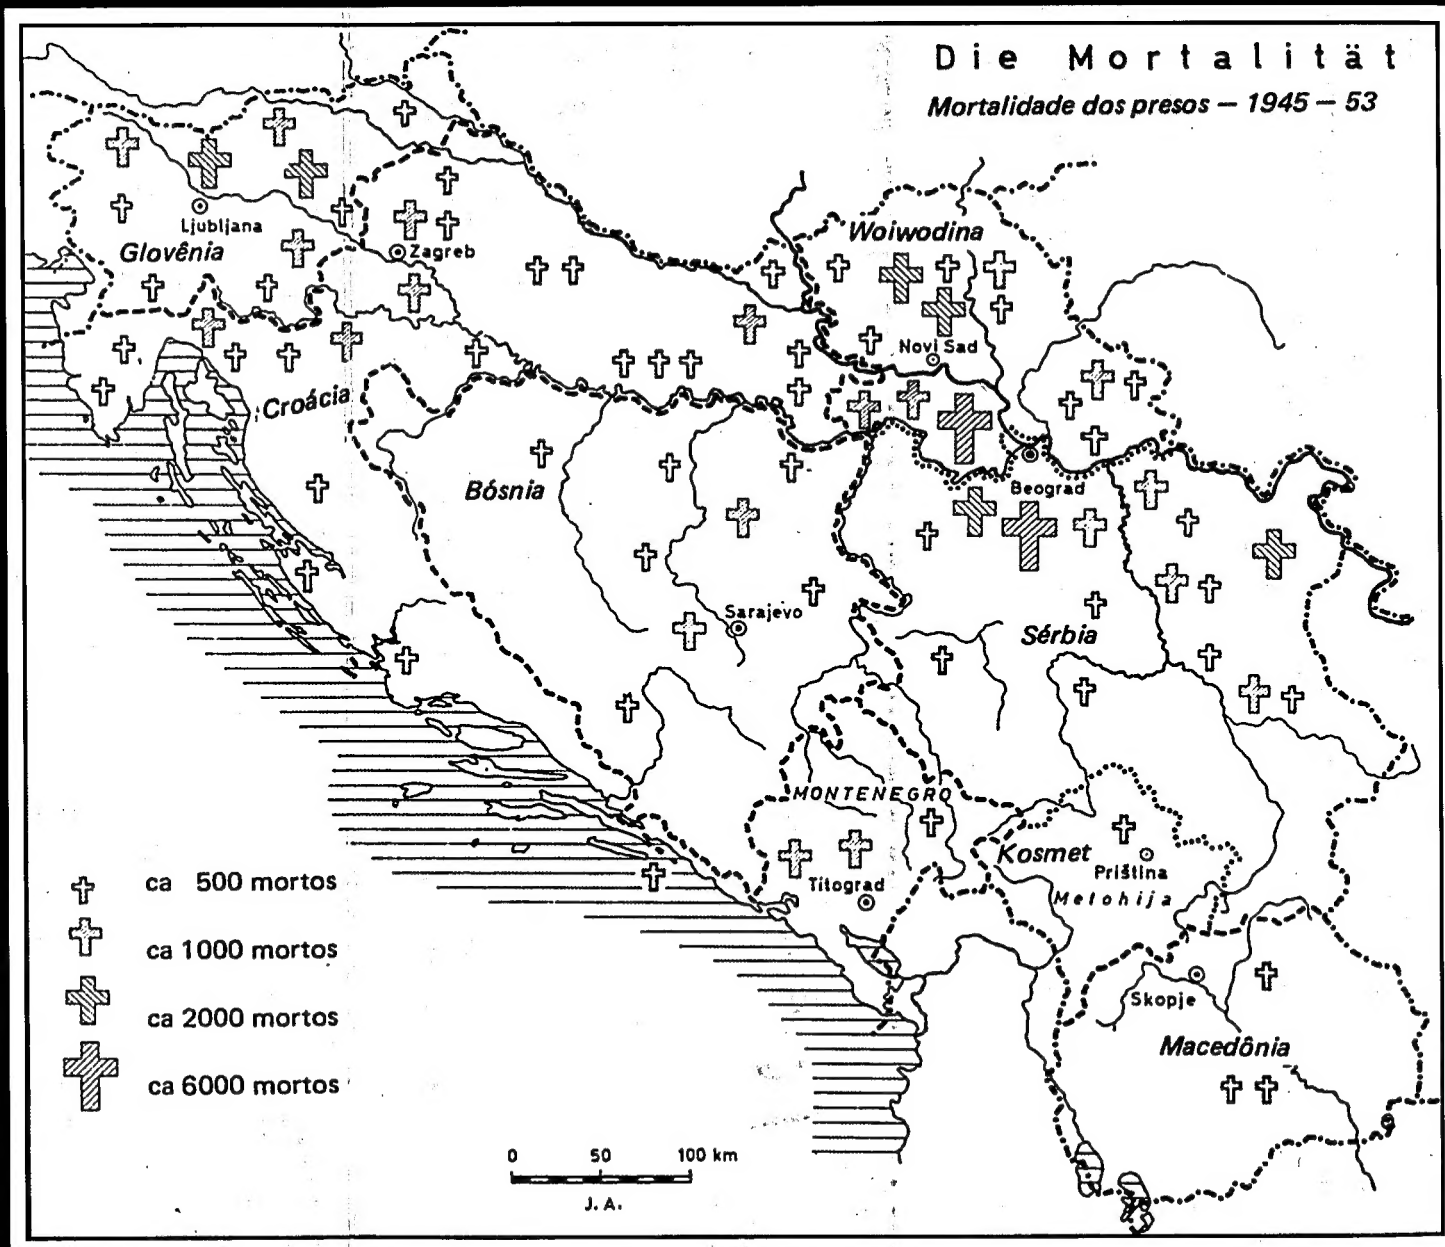 Die Mortalität
Mortalidade dos presos – 1945 – 53
Ljubljana
Glovênia
Zagreb
Woiwodina
Novi Sad
Croácia
Bósnia
Beograd
Sarajevo
Sérbia
MONTENEGRO
Kosmet
Priština
Metohija
Titograd
Skopje
Macedônia
ca 500 mortos
ca 1000 mortos
ca 2000 mortos
ca 6000 mortos
0 50 100 km
J. A.